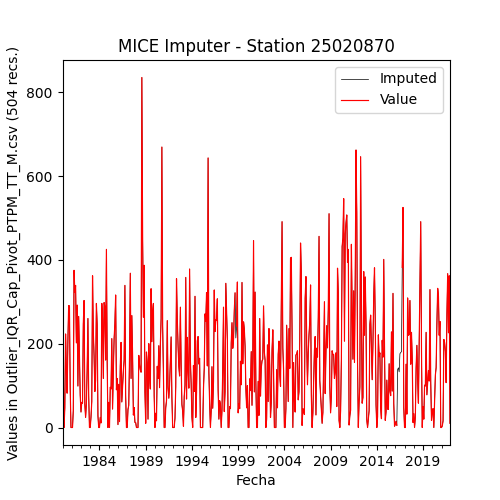 MICE Imputer - Station 25020870
Values in Outlier_IQR_Cap_Pivot_PTPM_TT_M.csv (504 recs.)
Imputed
Value
800
600
400
200
0
1984 1989 1994 1999 2004 2009 2014 2019
Fecha